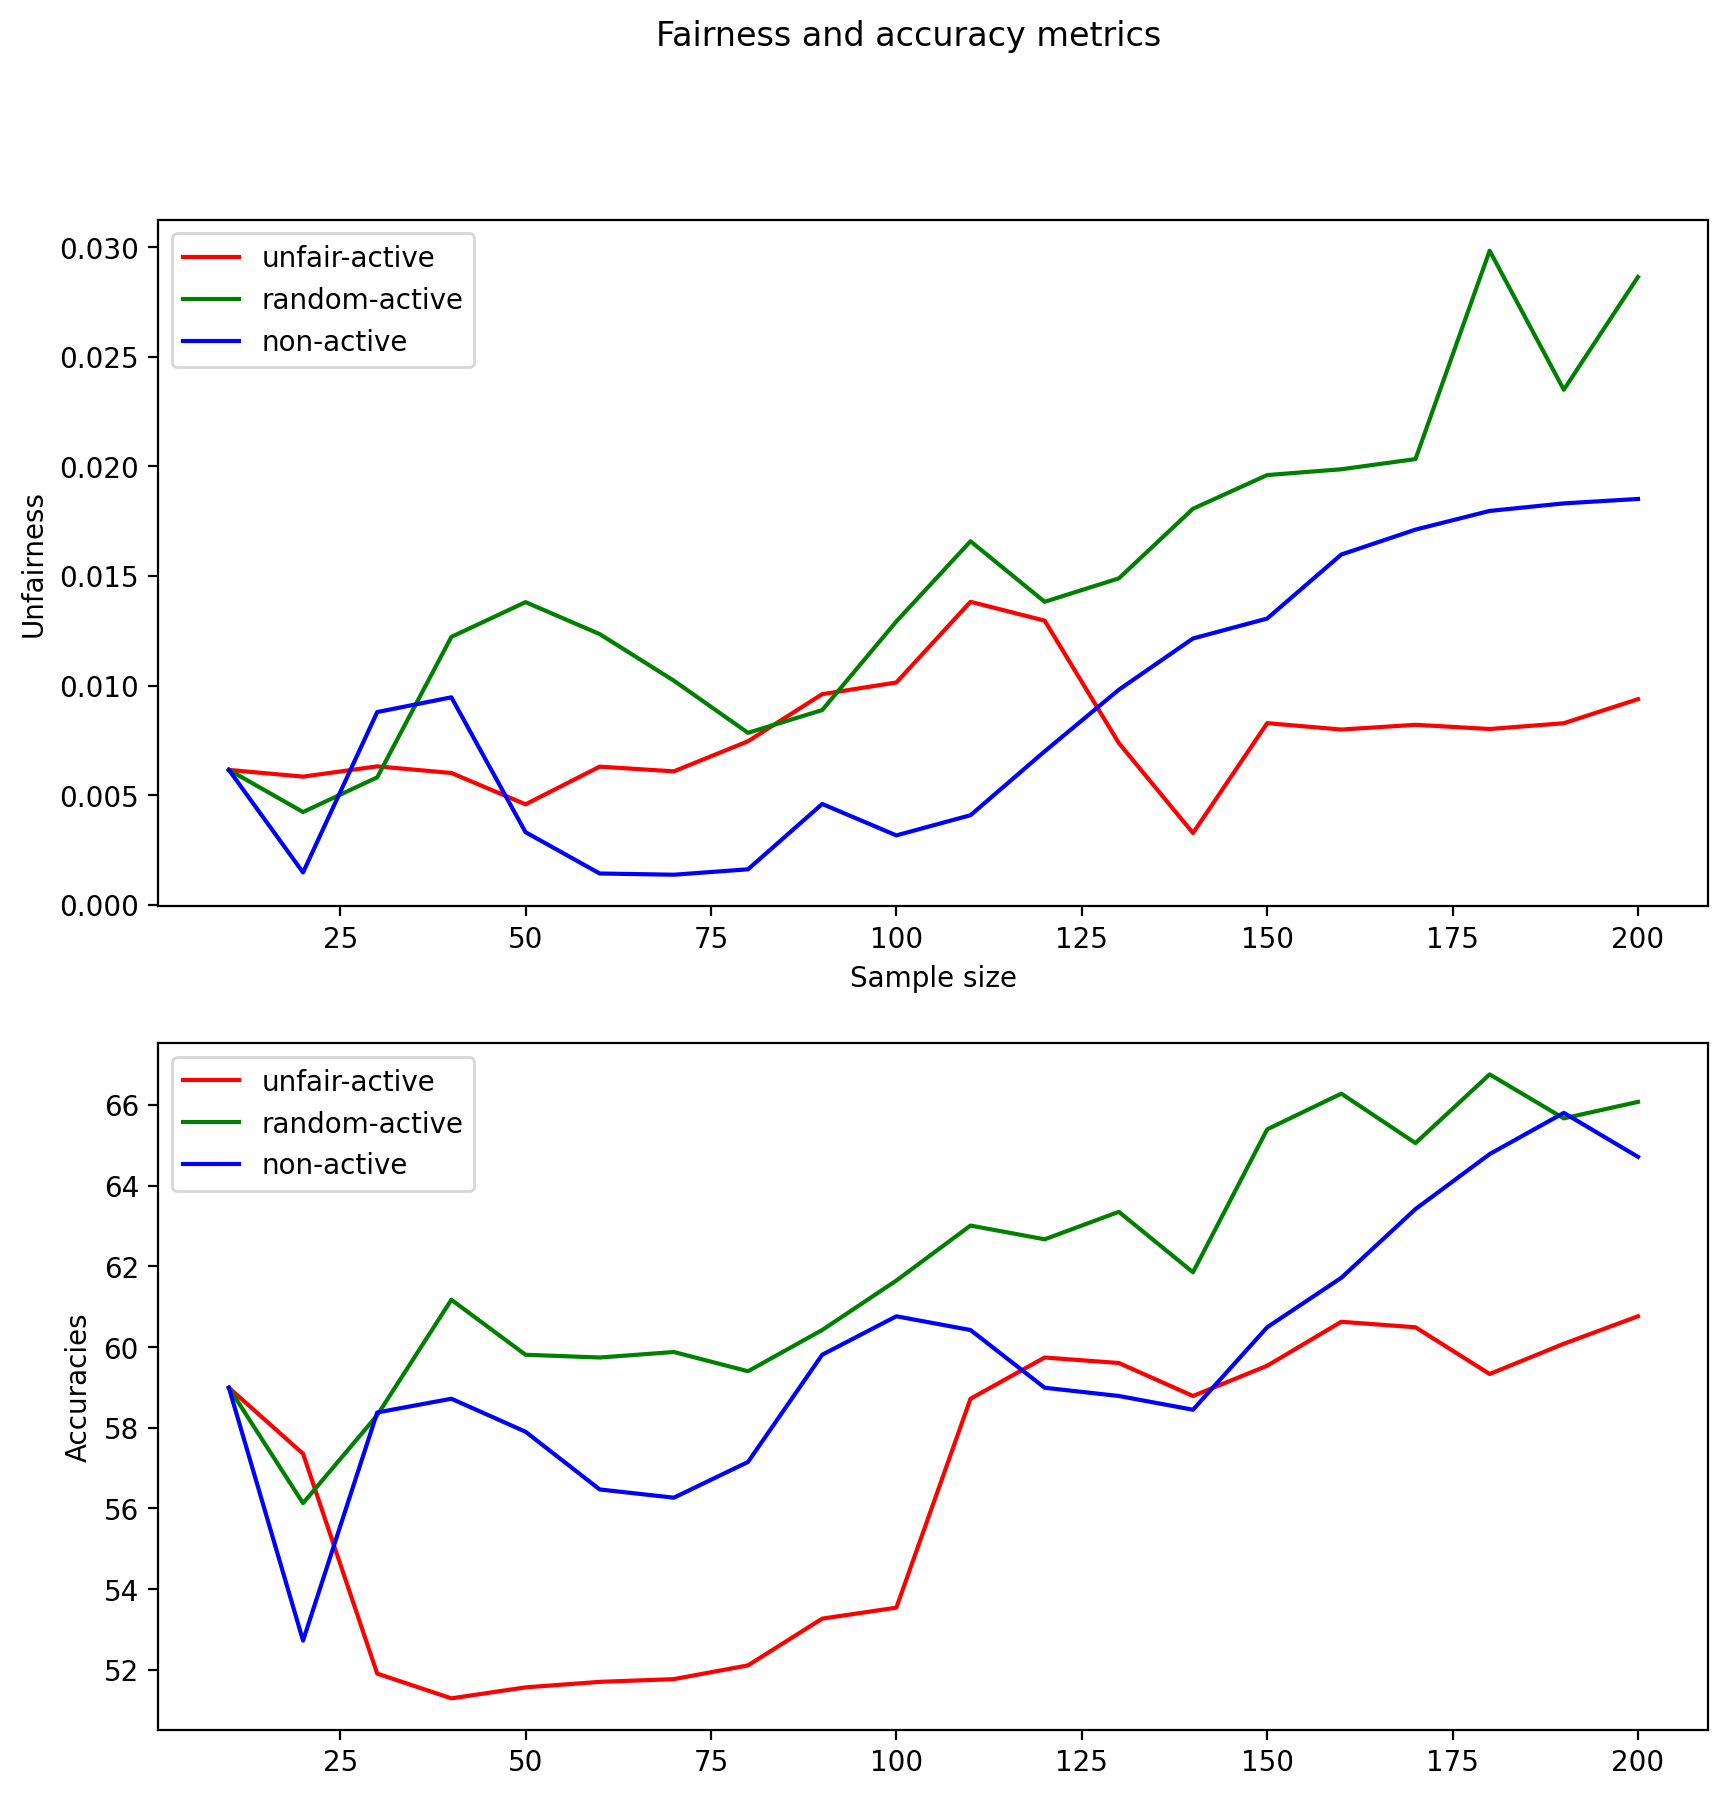 Fairness and accuracy metrics
unfair-active
random-active
non-active
0.030
0.025
0.020
0.015
0.010
0.005
0.000
Unfairness
25 50 75 100 125 150 175 200
Sample size
unfair-active
random-active
non-active
66
64
62
60
58
56
54
52
Accuracies
25 50 75 100 125 150 175 200